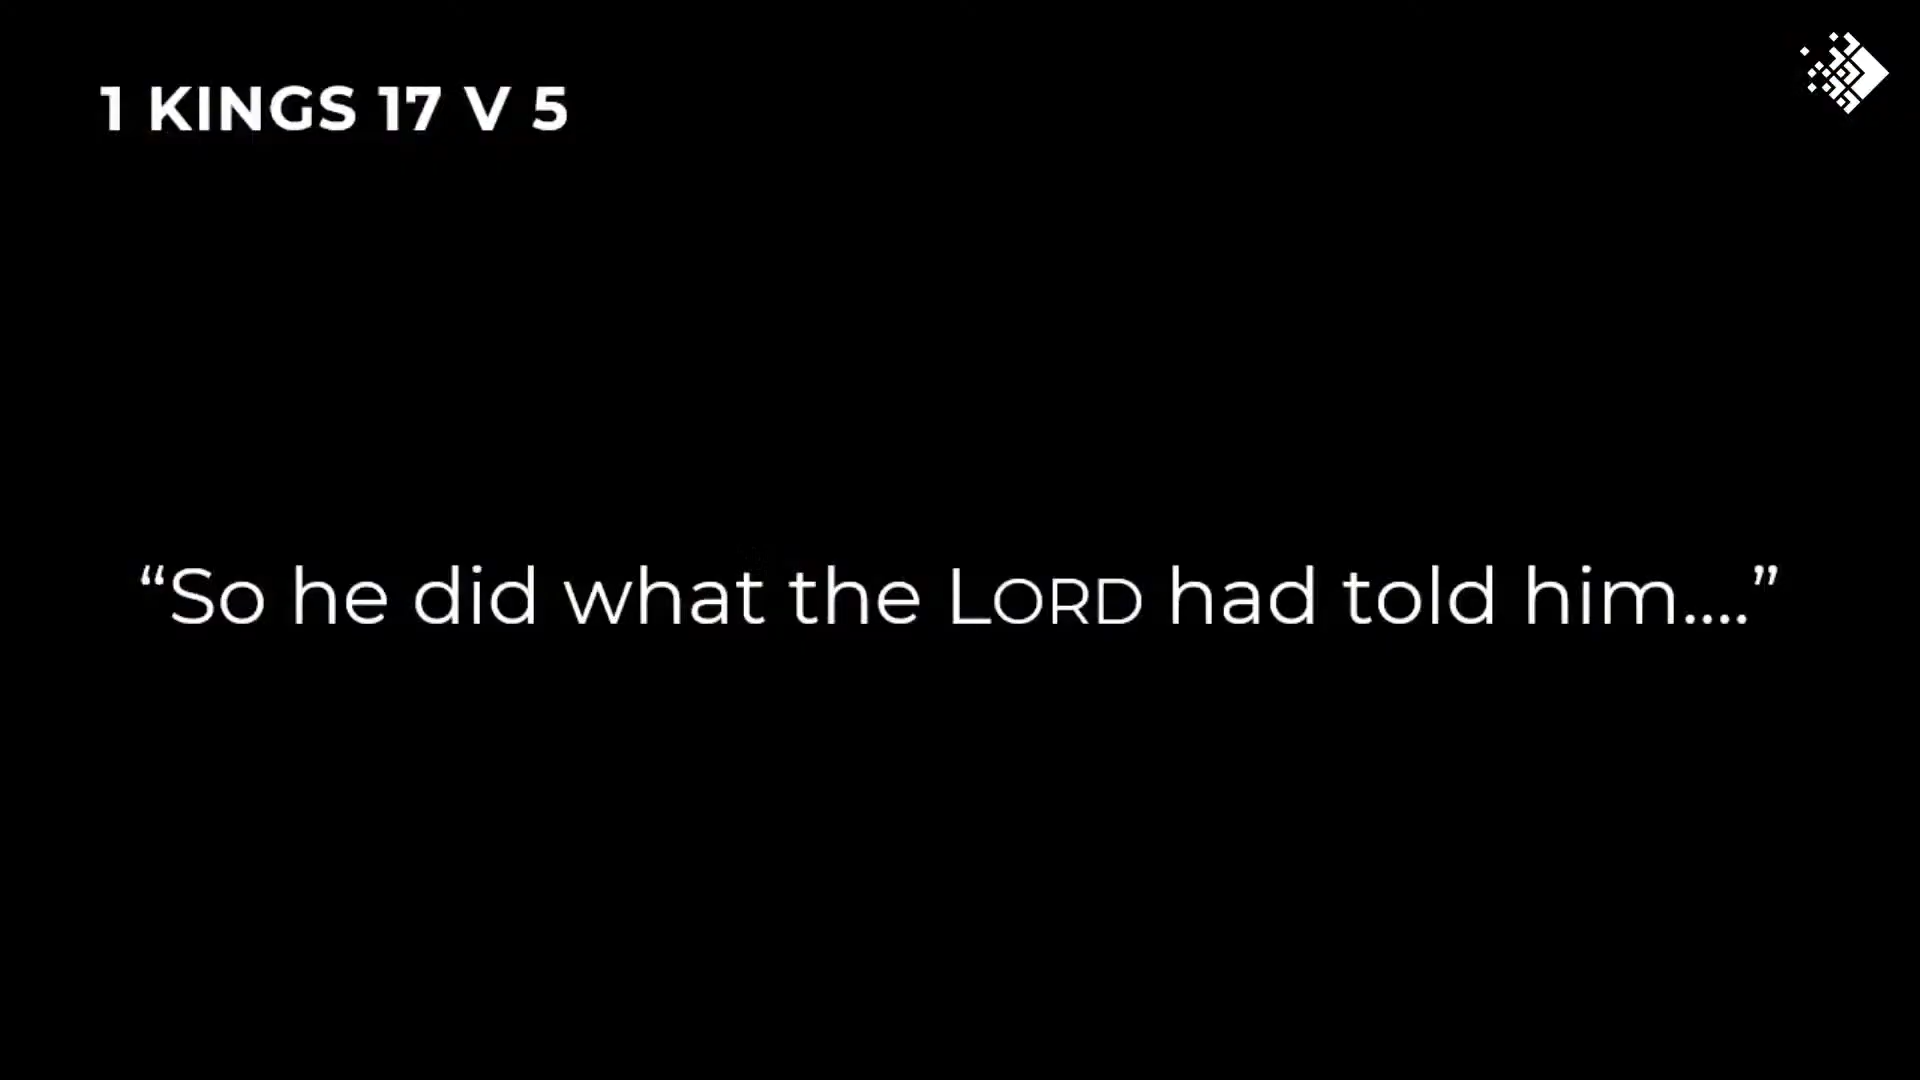 1 KINGS 17 V 5
“So he did what the LORD had told him....”